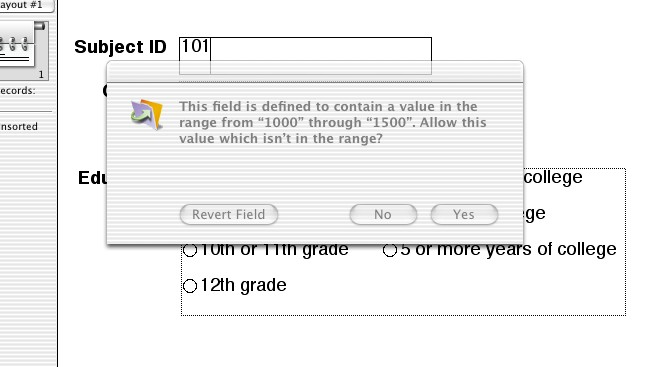 ayout #1
1
ecords:
nsorted
Subject ID 101
This field is defined to contain a value in the
range from “1000” through “1500”. Allow this
value which isn’t in the range?
Revert Field No Yes
Edu
college
ge
10th or 11th grade 5 or more years of college
12th grade